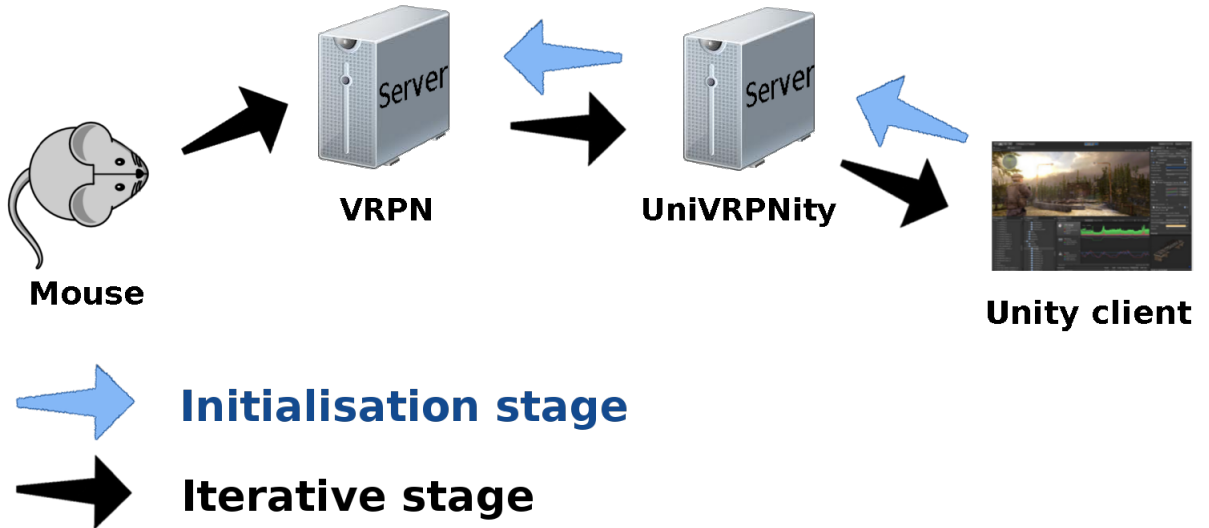 Server
Server
VRPN
UniVRPNity
Mouse
Unity client
Initialisation stage
Iterative stage